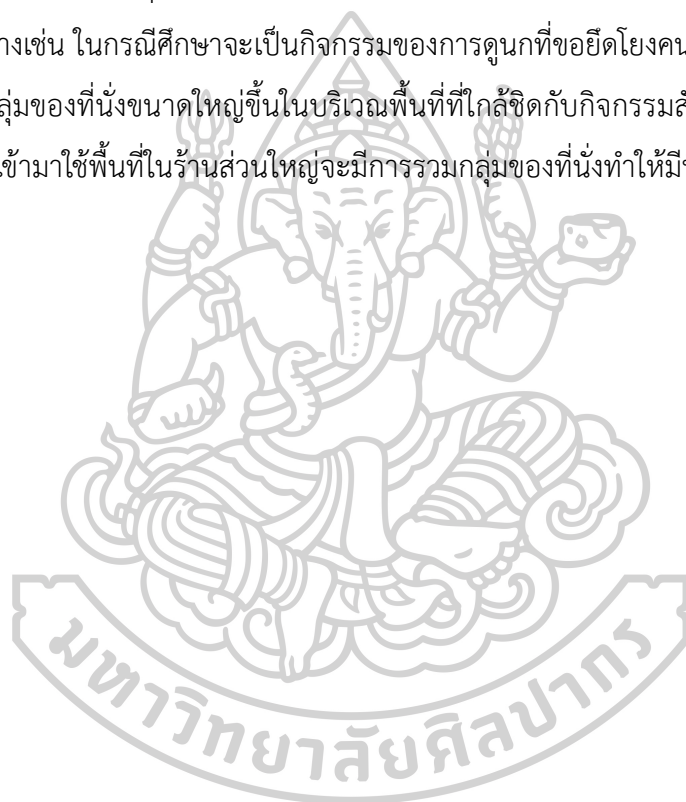 างเช่น ในกรณีศึกษาจะเป็นกิจกรรมของการดูนกที่ขอยึดโยงคน
ลุ่มของที่นั่งขนาดใหญ่ขึ้นในบริเวณพื้นที่ที่ใกล้ชิดกับกิจกรรมสั
เข้ามาใช้พื้นที่ในร้านส่วนใหญ่จะมีการรวมกลุ่มของที่นั่งทำให้มี
มหาวิทยาลัยศิลปากร